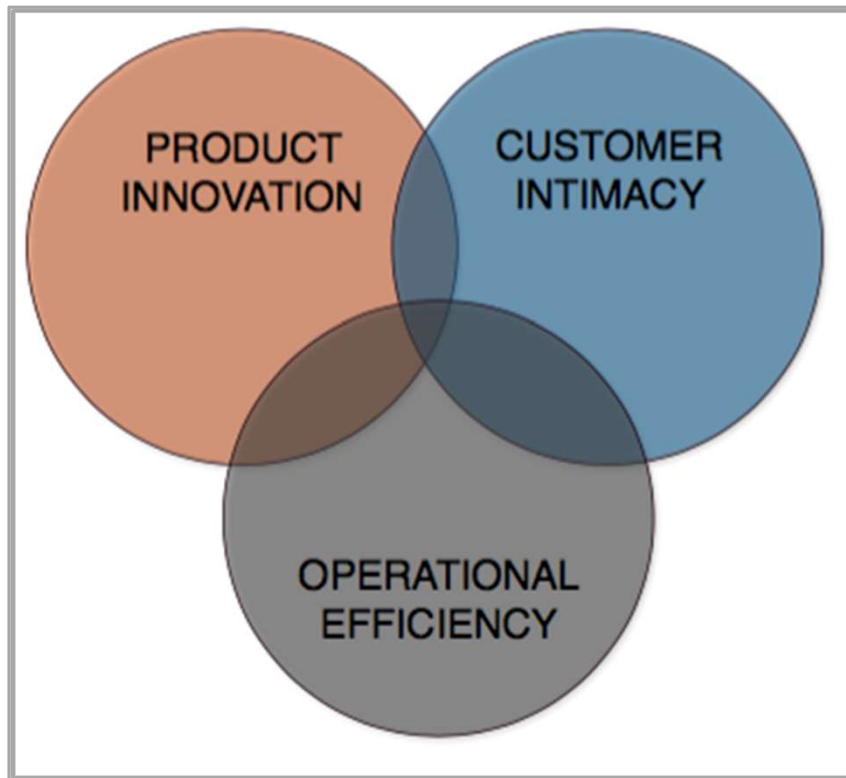 PRODUCT
INNOVATION
CUSTOMER
INTIMACY
OPERATIONAL
EFFICIENCY